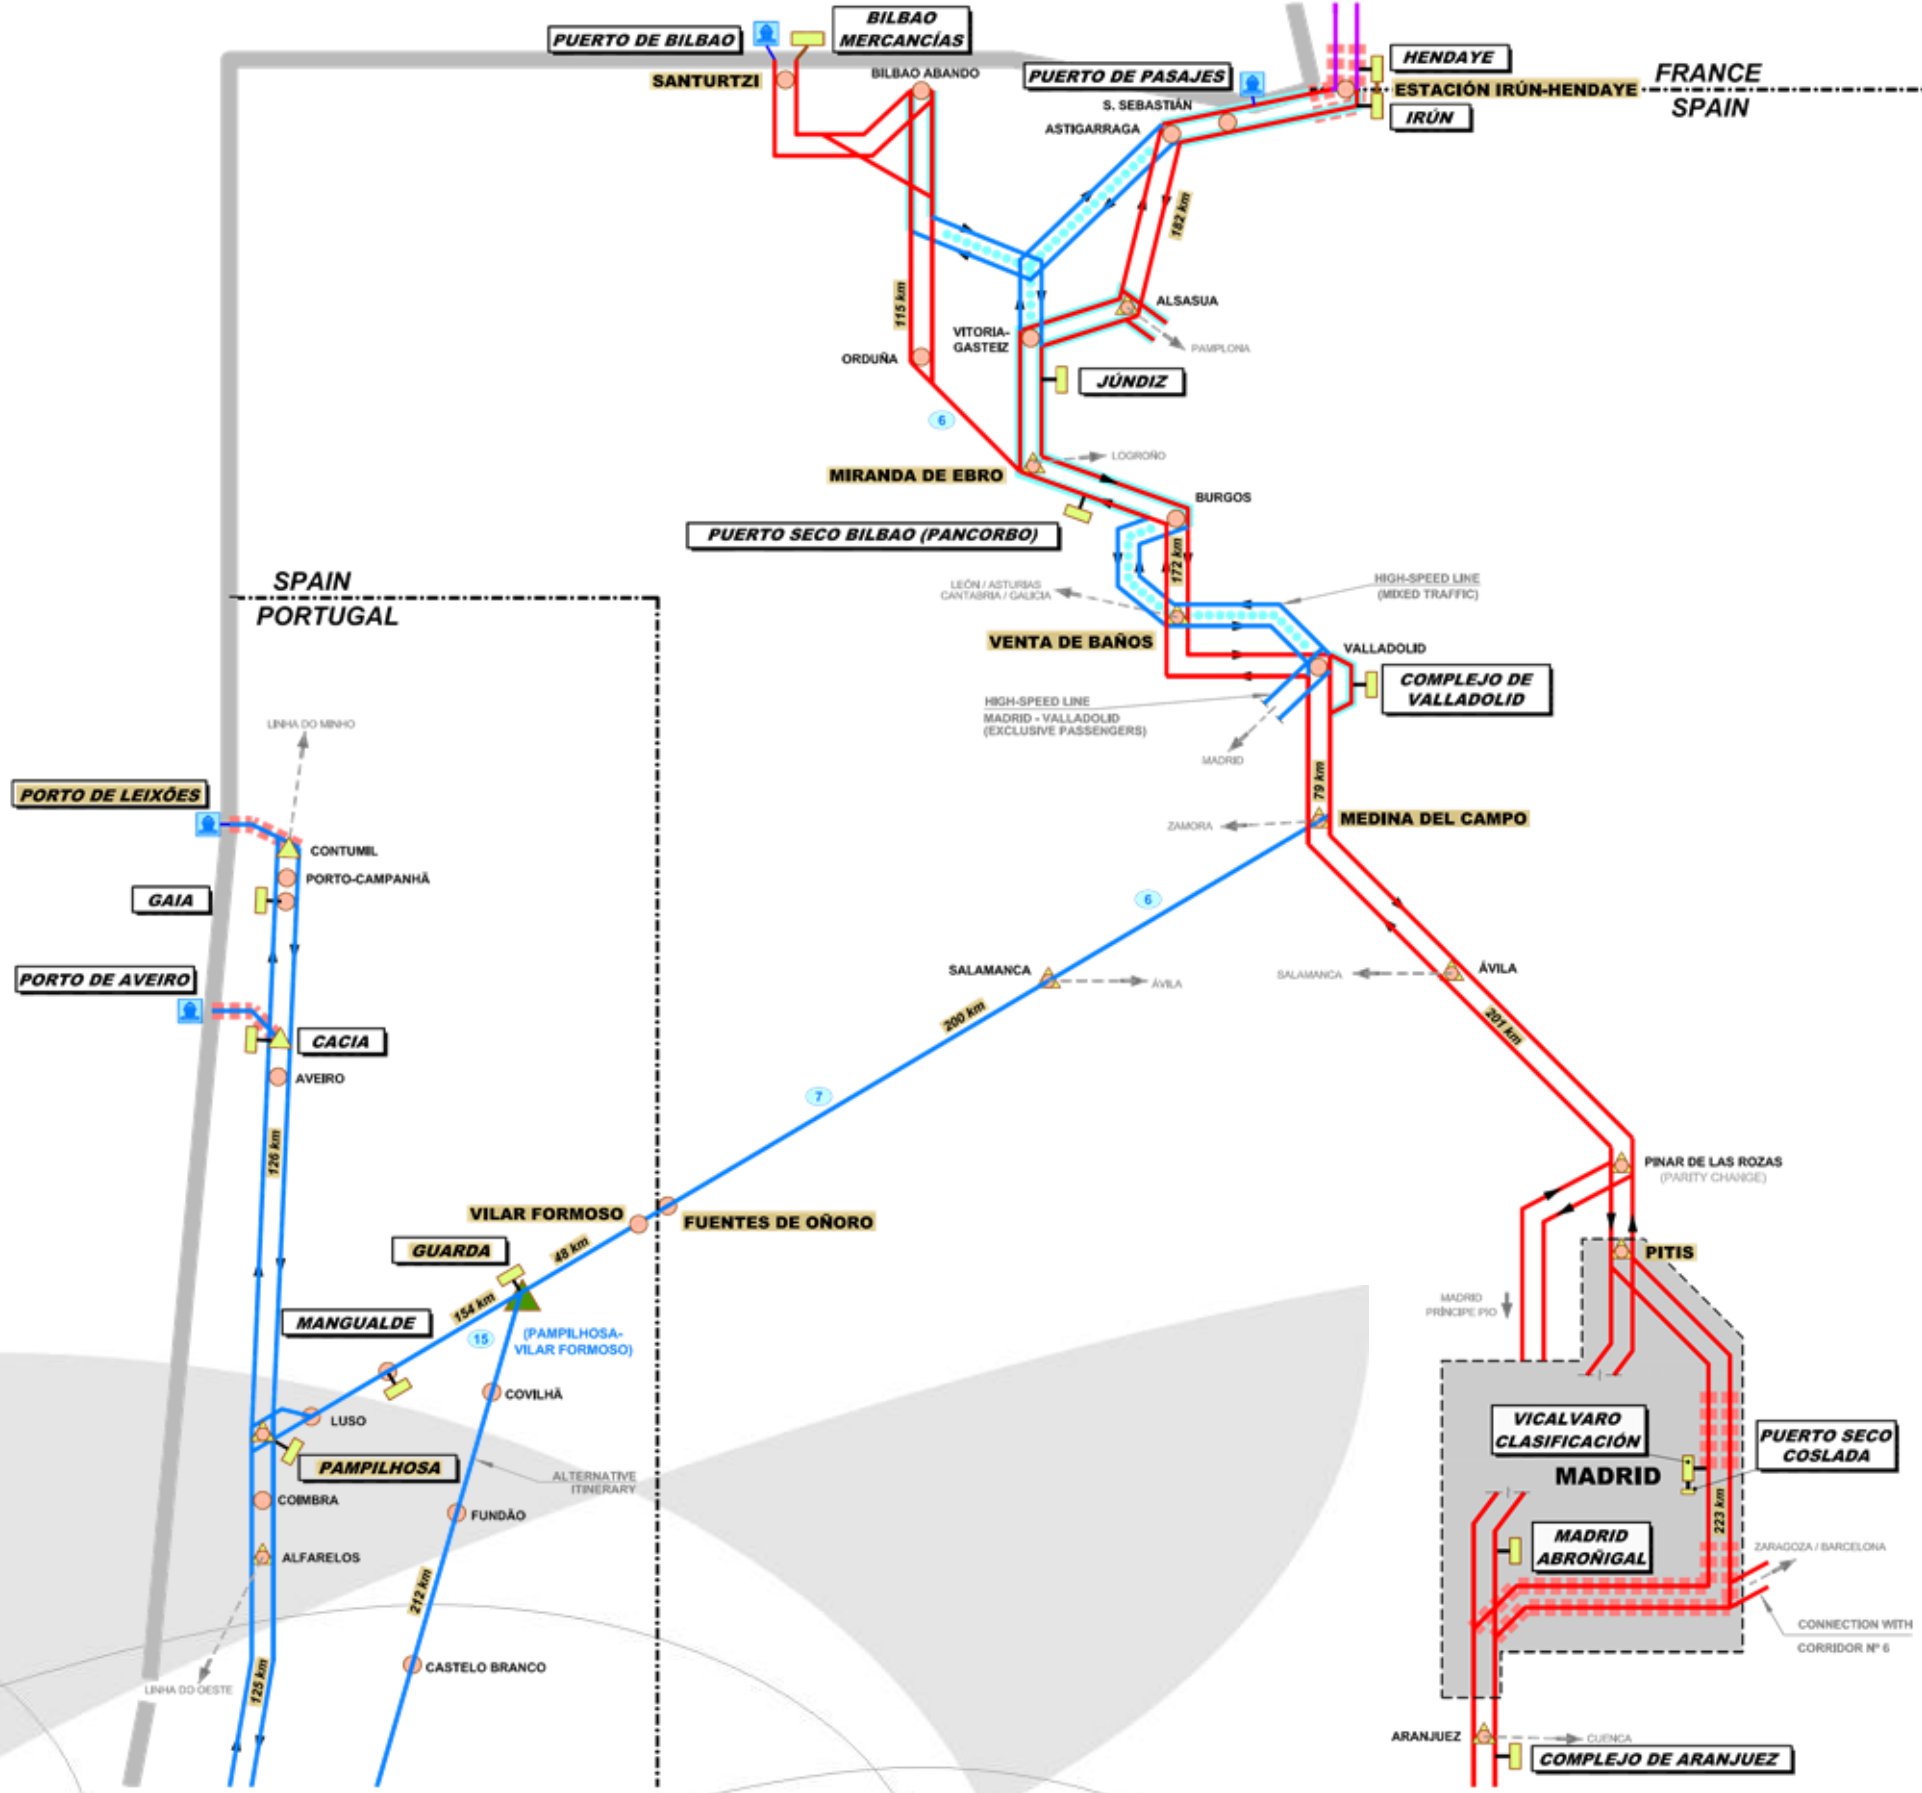 PUERTO DE BILBAO
BILBAO
MERCANCÍAS
SANTURTZI
BILBAO ABANDO
PUERTO DE PASAJES
HENDAYE
FRANCE
ESTACIÓN IRÚN-HENDAYE
SPAIN
S. SEBASTIÁN
ASTIGARRAGA
IRÚN
182 km
115 km
ALSASUA
VITORIA-
GASTEIZ
PAMPLONA
ORDUÑA
JÚNDIZ
6
LOGROÑO
MIRANDA DE EBRO
BURGOS
PUERTO SECO BILBAO (PANCORBO)
172 km
SPAIN
PORTUGAL
LEÓN / ASTURIAS
CANTABRIA / GALICIA
HIGH-SPEED LINE
(MIXED TRAFFIC)
VENTA DE BAÑOS
VALLADOLID
COMPLEJO DE
VALLADOLID
HIGH-SPEED LINE
MADRID - VALLADOLID
(EXCLUSIVE PASSENGERS)
MADRID
LINHA DO MINHO
79 km
PORTO DE LEIXÕES
ZAMORA
MEDINA DEL CAMPO
CONTUMIL
PORTO-CAMPANHÃ
GAIA
6
PORTO DE AVEIRO
SALAMANCA
ÁVILA
SALAMANCA
ÁVILA
200 km
201 km
CACIA
AVEIRO
7
126 km
PINAR DE LAS ROZAS
(PARITY CHANGE)
VILAR FORMOSO
FUENTES DE OÑORO
GUARDA
48 km
PITIS
154 km
MANGUALDE
15
(PAMPILHOSA-
VILAR FORMOSO)
MADRID
PRÍNCIPE PIO
COVILHÃ
LUSO
VICALVARO
CLASIFICACIÓN
PUERTO SECO
COSLADA
PAMPILHOSA
ALTERNATIVE
ITINERARY
MADRID
COIMBRA
FUNDÃO
223 km
ALFARELOS
MADRID
ABROÑIGAL
ZARAGOZA / BARCELONA
212 km
CONNECTION WITH
CORRIDOR Nº 6
CASTELO BRANCO
LINHA DO OESTE
125 km
ARANJUEZ
CUENCA
COMPLEJO DE ARANJUEZ